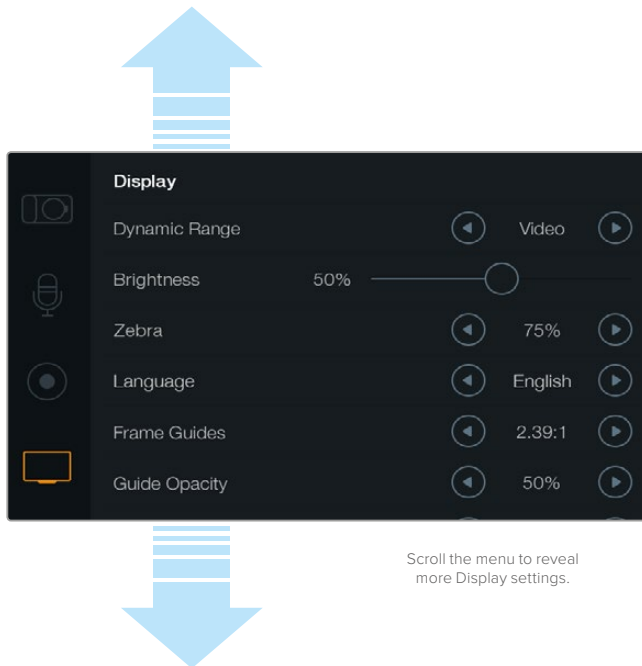 Display
Dynamic Range Video
Brightness 50%
Zebra 75%
Language English
Frame Guides 2.39:1
Guide Opacity 50%
Scroll the menu to reveal
more Display settings.